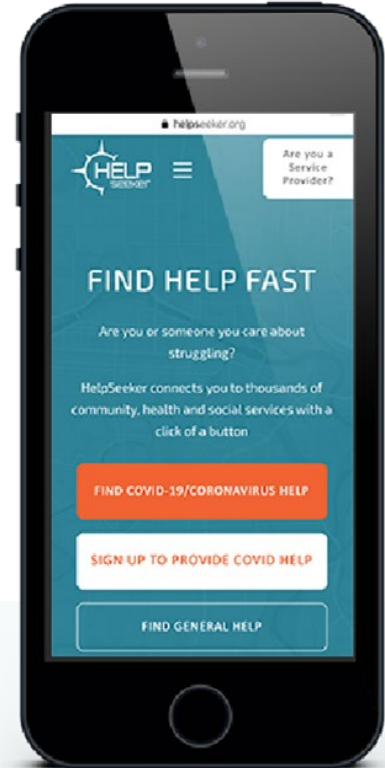 helpseeker.org
HELP
seeker
Are you a
Service
Provider?
FIND HELP FAST
Are you or someone you care about
struggling?
HelpSeeker connects you to thousands of
community, health and social services with a
click of a button
FIND COVID-19/CORONAVIRUS HELP
SIGN UP TO PROVIDE COVID HELP
FIND GENERAL HELP